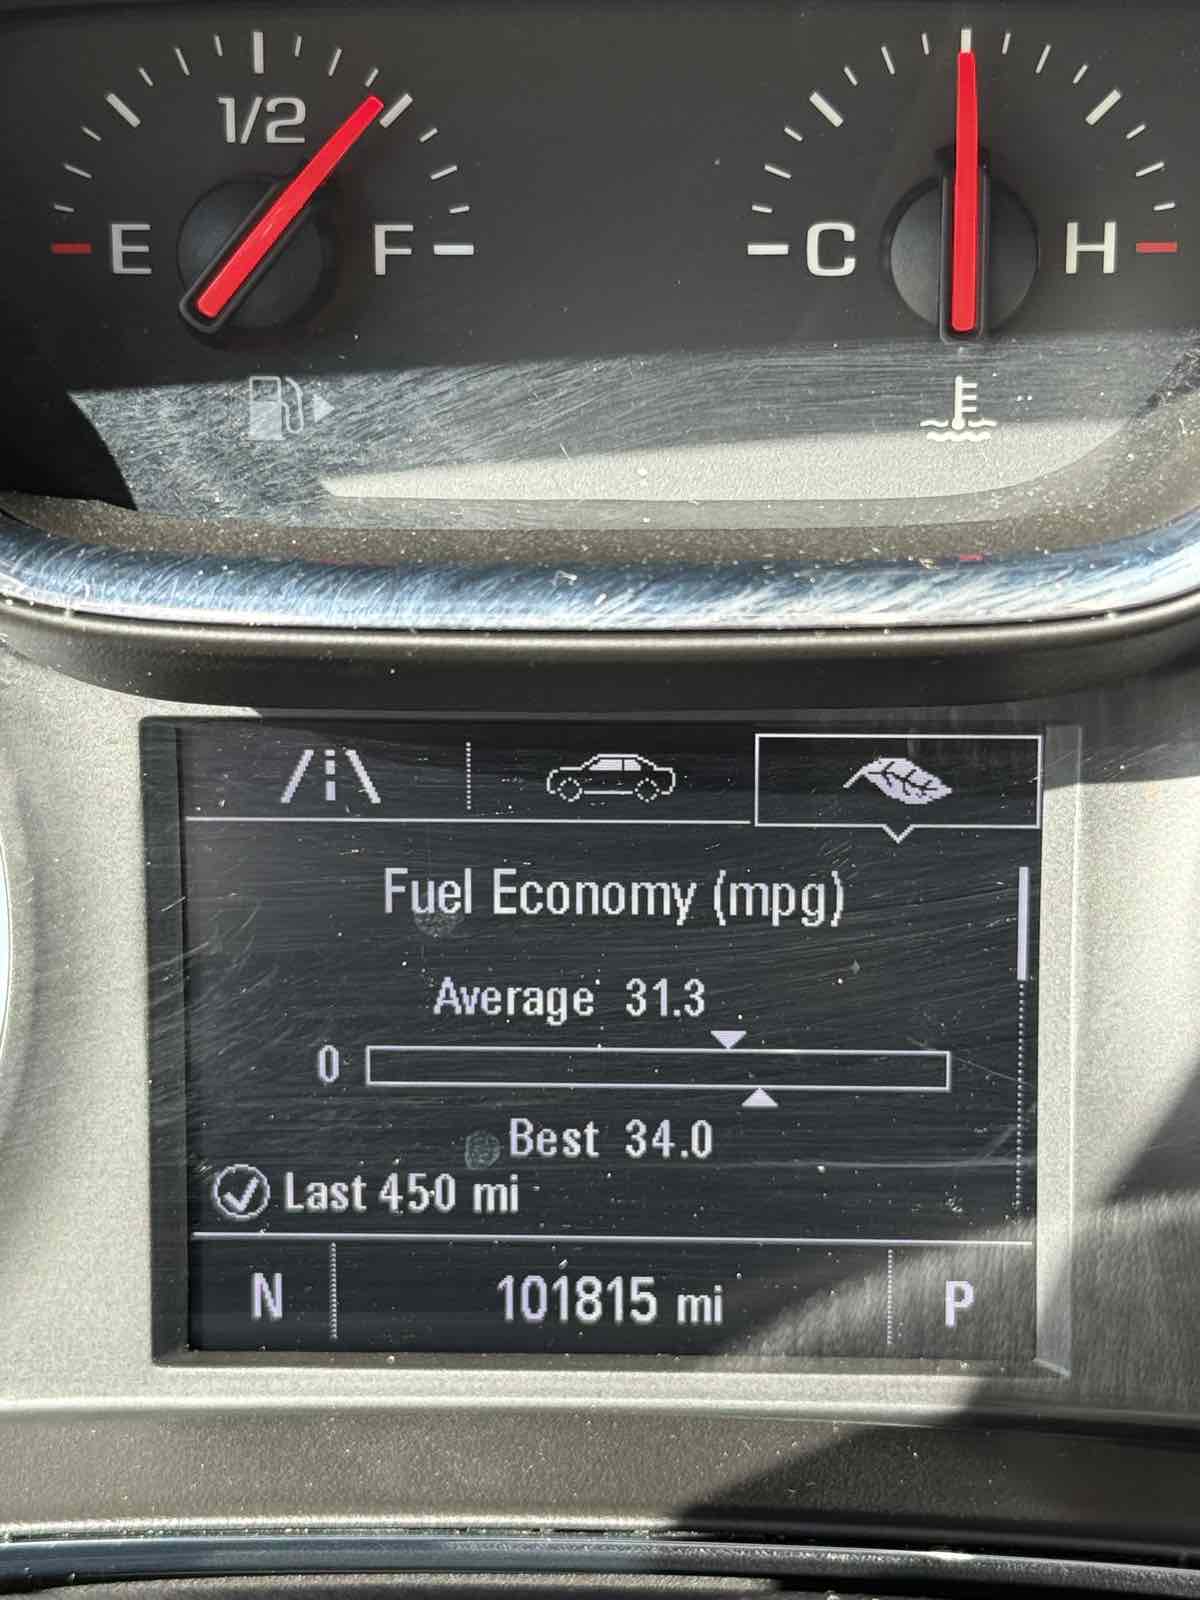 1/2
E F
C H
Fuel Economy (mpg)
Average 31.3
0
Best 34.0
Last 450 mi
N 101815 mi P